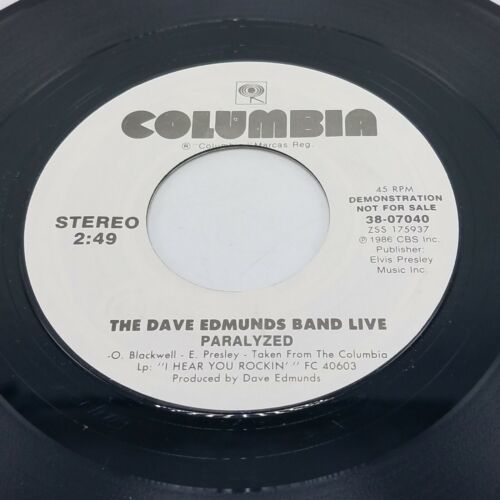 COLUMBIA
® "Columbia" Marcas Reg.
STEREO
2:49
45 RPM
DEMONSTRATION
NOT FOR SALE
38-07040
ZSS 175937
℗ 1986 CBS Inc.
Publisher:
Elvis Presley
Music Inc.
THE DAVE EDMUNDS BAND LIVE
PARALYZED
-O. Blackwell - E. Presley - Taken From The Columbia
Lp: "I HEAR YOU ROCKIN' " FC 40603
Produced by Dave Edmunds